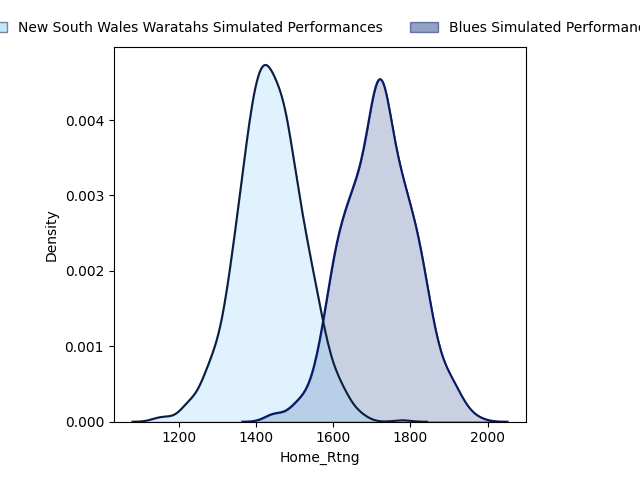 New South Wales Waratahs Simulated Performances
Blues Simulated
0.004
0.003
0.002
0.001
0.000
Density
1200 1400 1600 1800 2000
Home_Rtng